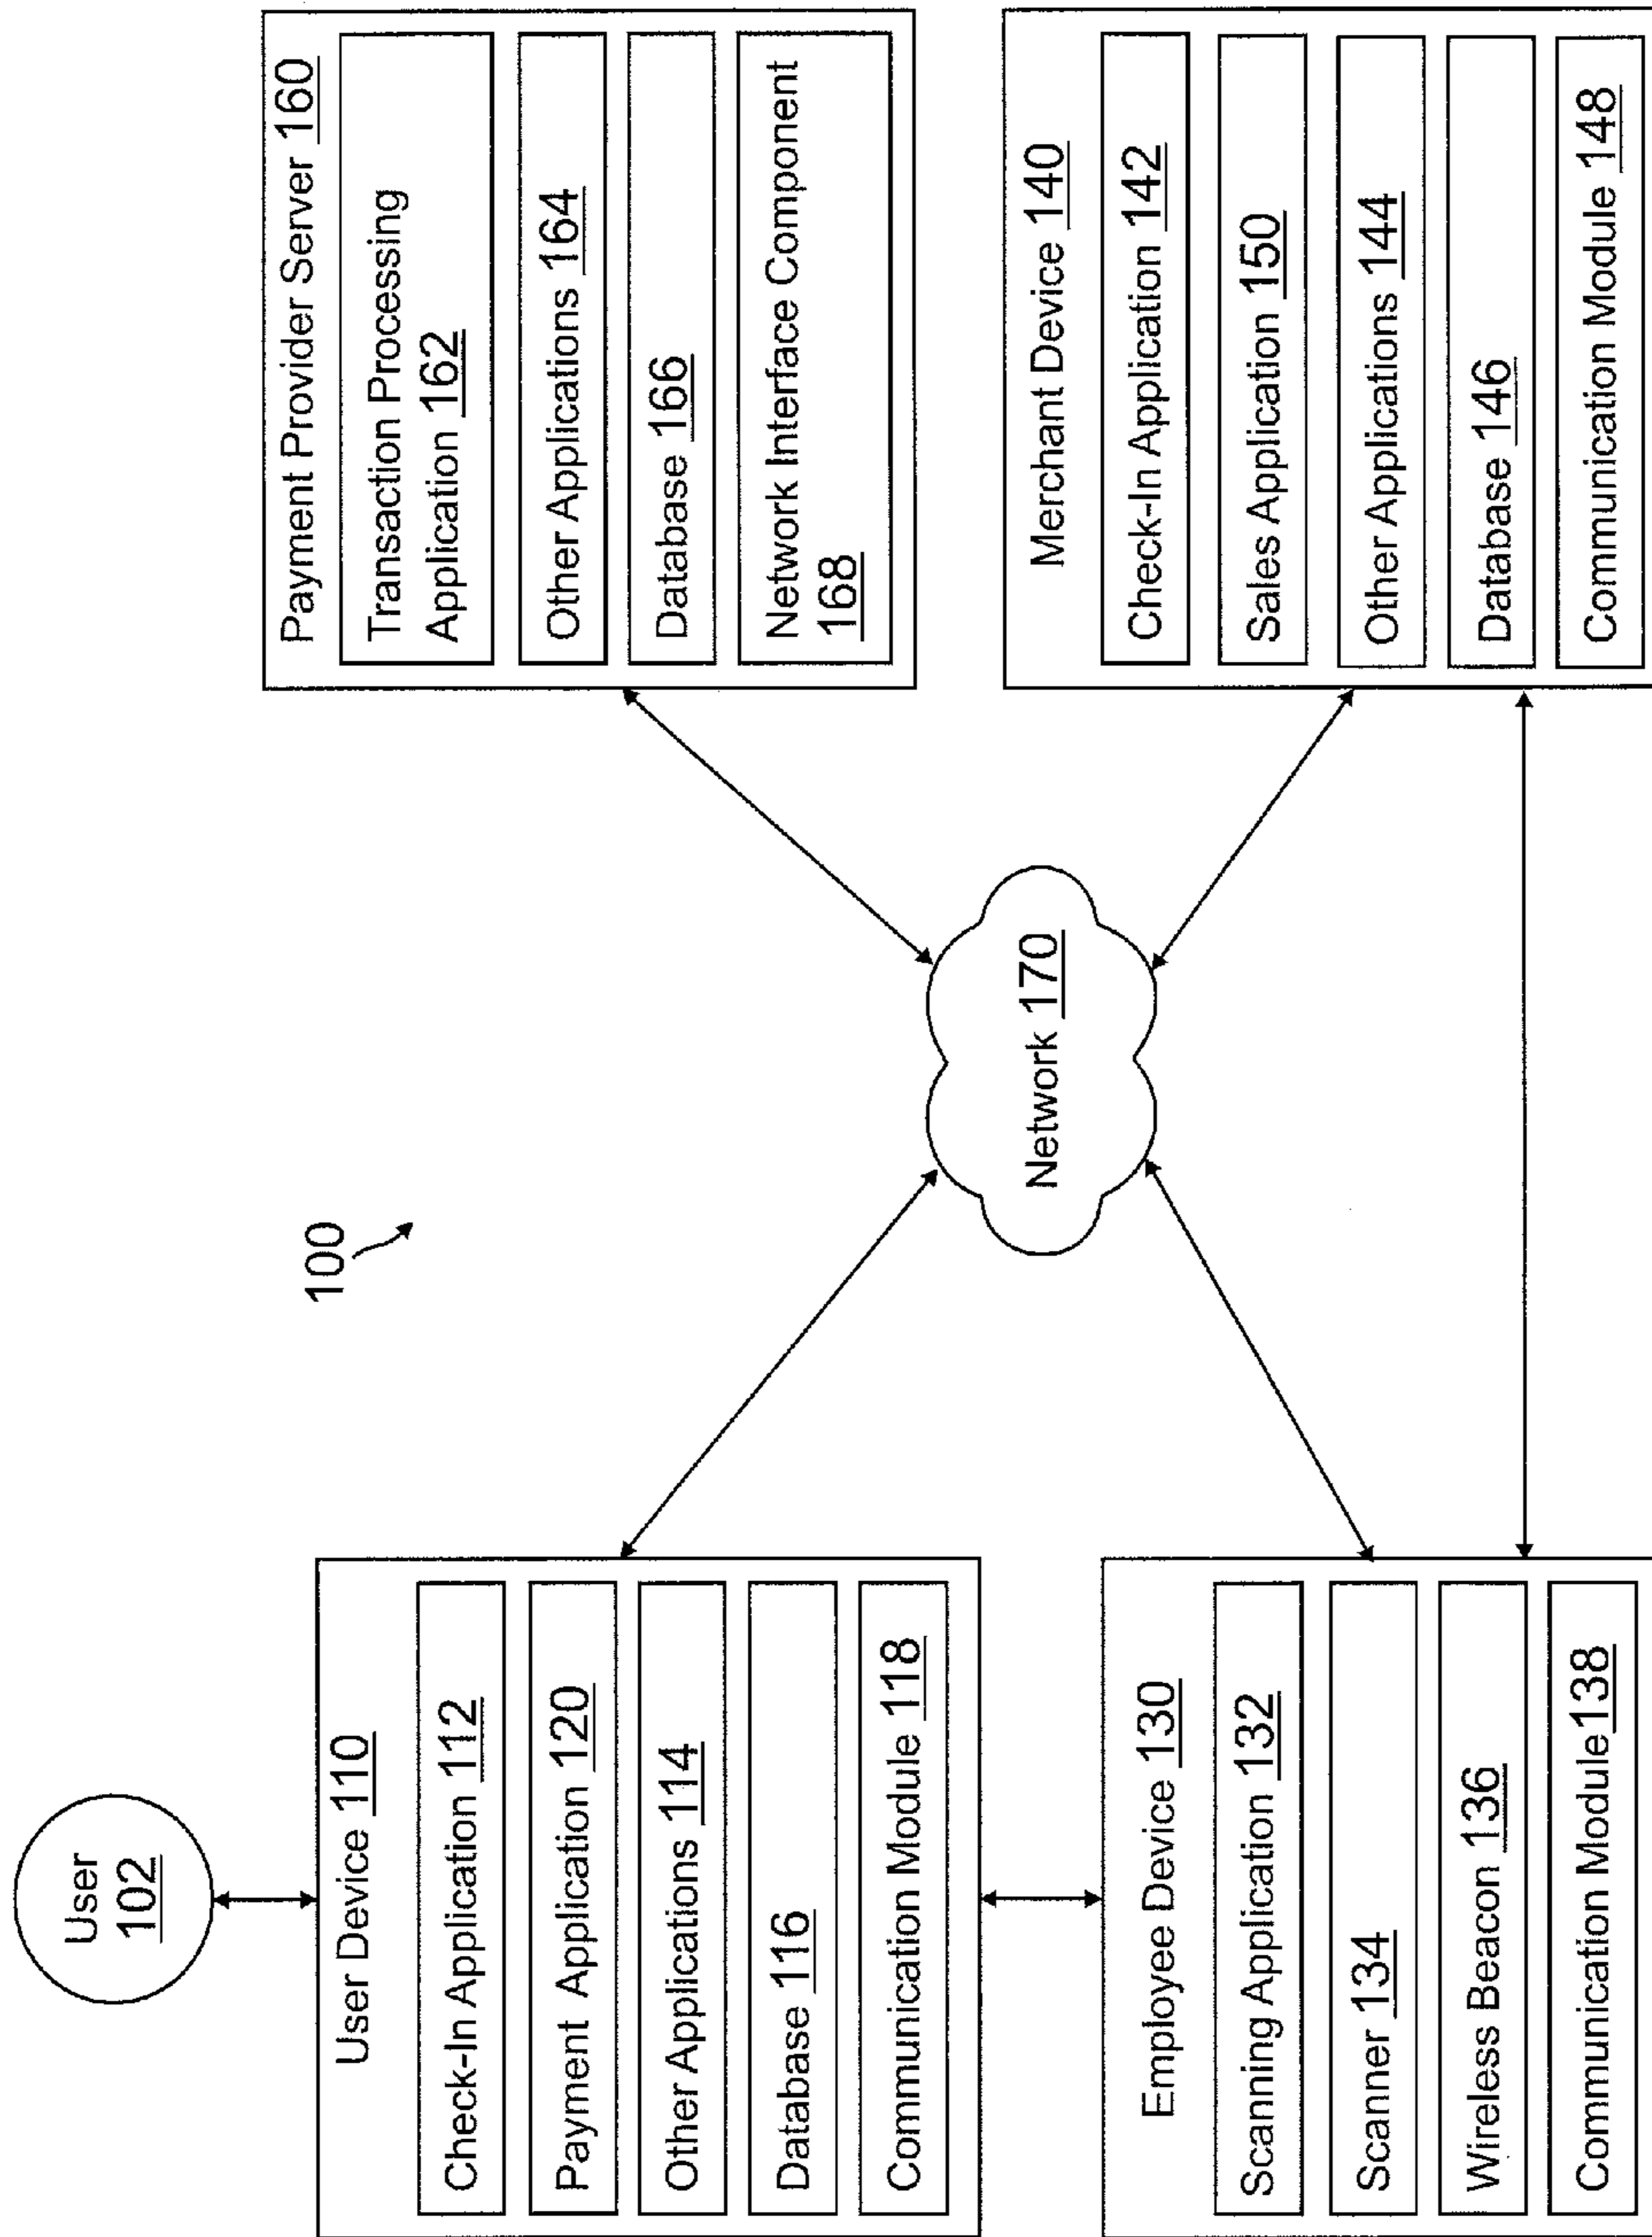 100
User
102
User Device 110
Check-In Application 112
Payment Application 120
Other Applications 114
Database 116
Communication Module 118
Employee Device 130
Scanning Application 132
Scanner 134
Wireless Beacon 136
Communication Module138
Network 170
Payment Provider Server 160
Transaction Processing
Application 162
Other Applications 164
Database 166
Network Interface Component
168
Merchant Device 140
Check-In Application 142
Sales Application 150
Other Applications 144
Database 146
Communication Module 148